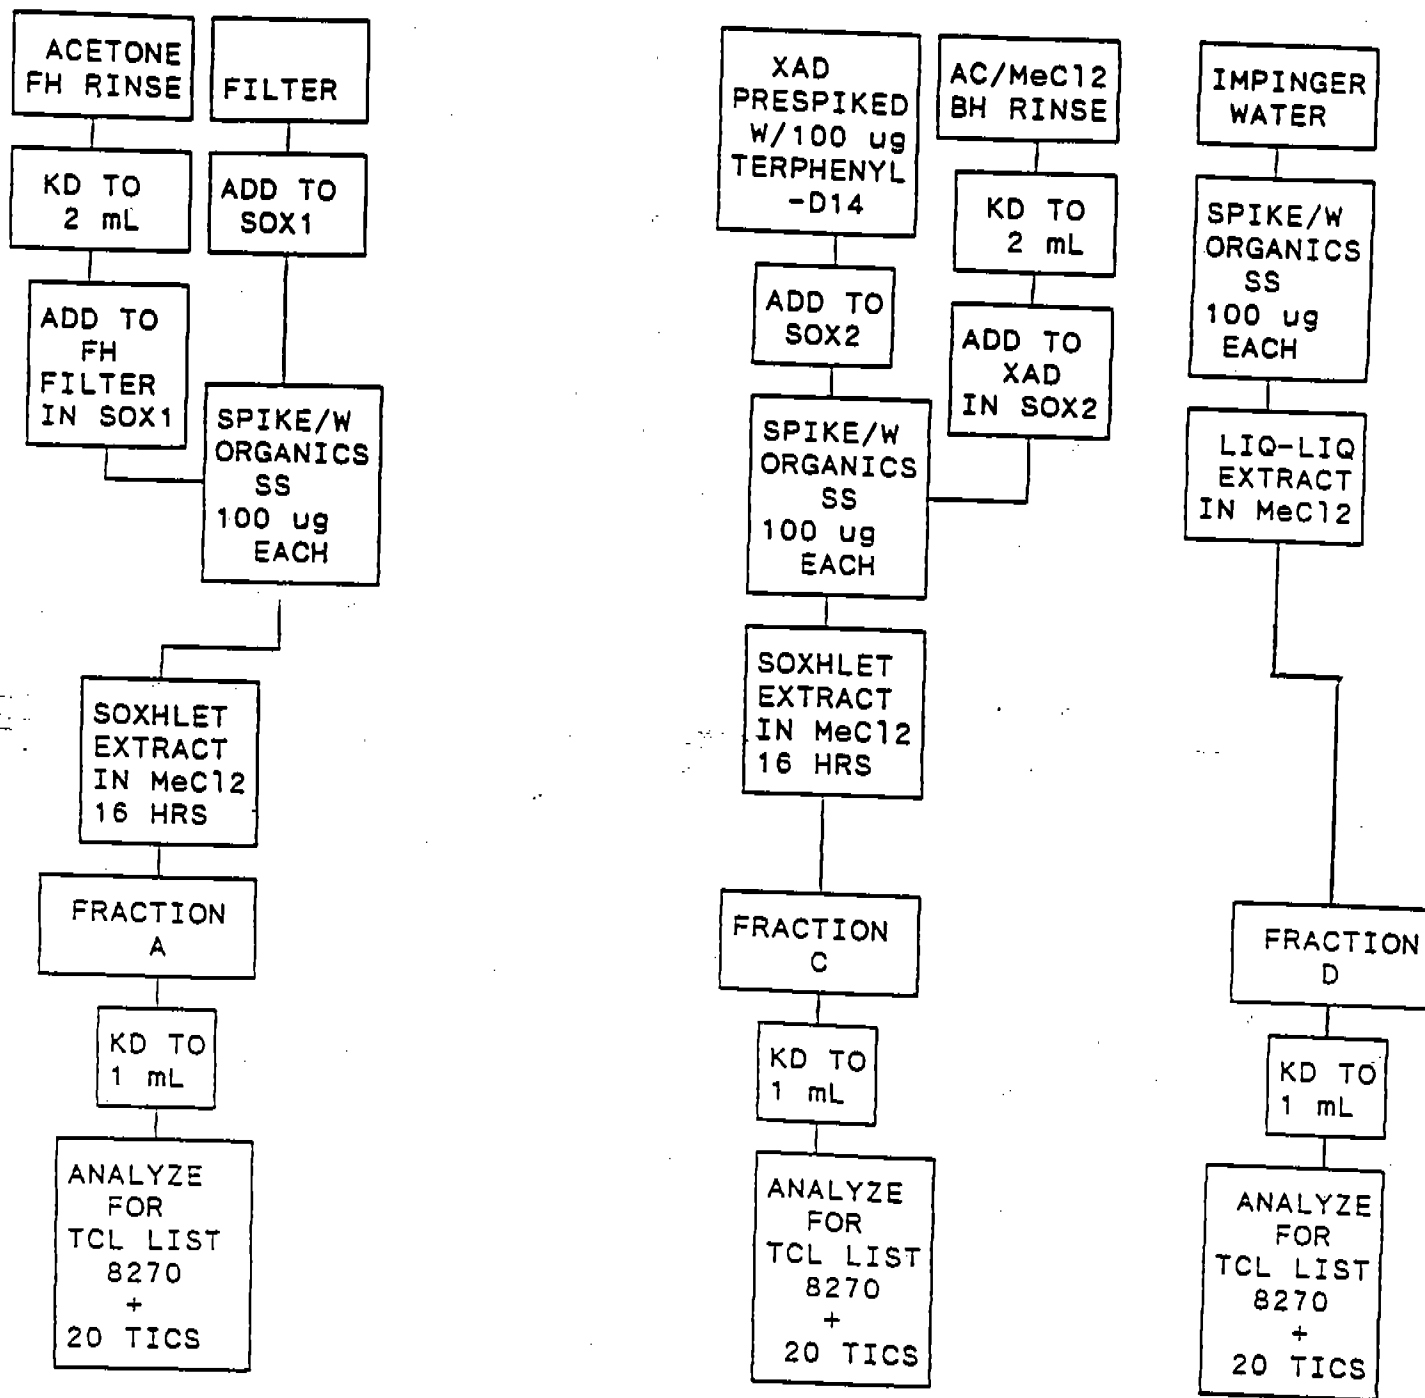 ACETONE
FH RINSE
FILTER
KD TO
2 mL
ADD TO
SOX1
ADD TO
FH
FILTER
IN SOX1
SPIKE/W
ORGANICS
SS
100 ug
EACH
SOXHLET
EXTRACT
IN MeCl2
16 HRS
FRACTION
A
KD TO
1 mL
ANALYZE
FOR
TCL LIST
8270
+
20 TICS
XAD
PRESPIKED
W/100 ug
TERPHENYL
-D14
AC/MeCl2
BH RINSE
ADD TO
SOX2
KD TO
2 mL
ADD TO
XAD
IN SOX2
SPIKE/W
ORGANICS
SS
100 ug
EACH
SOXHLET
EXTRACT
IN MeCl2
16 HRS
FRACTION
C
KD TO
1 mL
ANALYZE
FOR
TCL LIST
8270
+
20 TICS
IMPINGER
WATER
SPIKE/W
ORGANICS
SS
100 ug
EACH
LIQ-LIQ
EXTRACT
IN MeCl2
FRACTION
D
KD TO
1 mL
ANALYZE
FOR
TCL LIST
8270
+
20 TICS